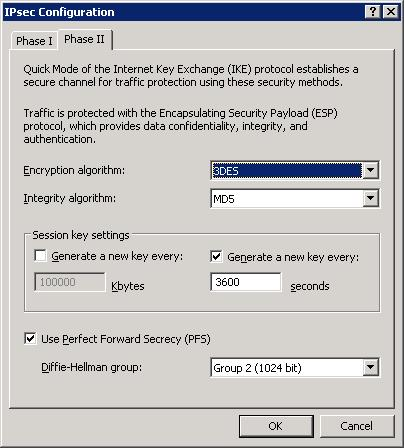 IPsec Configuration
Phase I
Phase II
Quick Mode of the Internet Key Exchange (IKE) protocol establishes a
secure channel for traffic protection using these security methods.
Traffic is protected with the Encapsulating Security Payload (ESP)
protocol, which provides data confidentiality, integrity, and
authentication.
Encryption algorithm: 3DES
Integrity algorithm: MD5
Session key settings
Generate a new key every: Generate a new key every:
100000 Kbytes 3600 seconds
Use Perfect Forward Secrecy (PFS)
Diffie-Hellman group: Group 2 (1024 bit)
OK Cancel